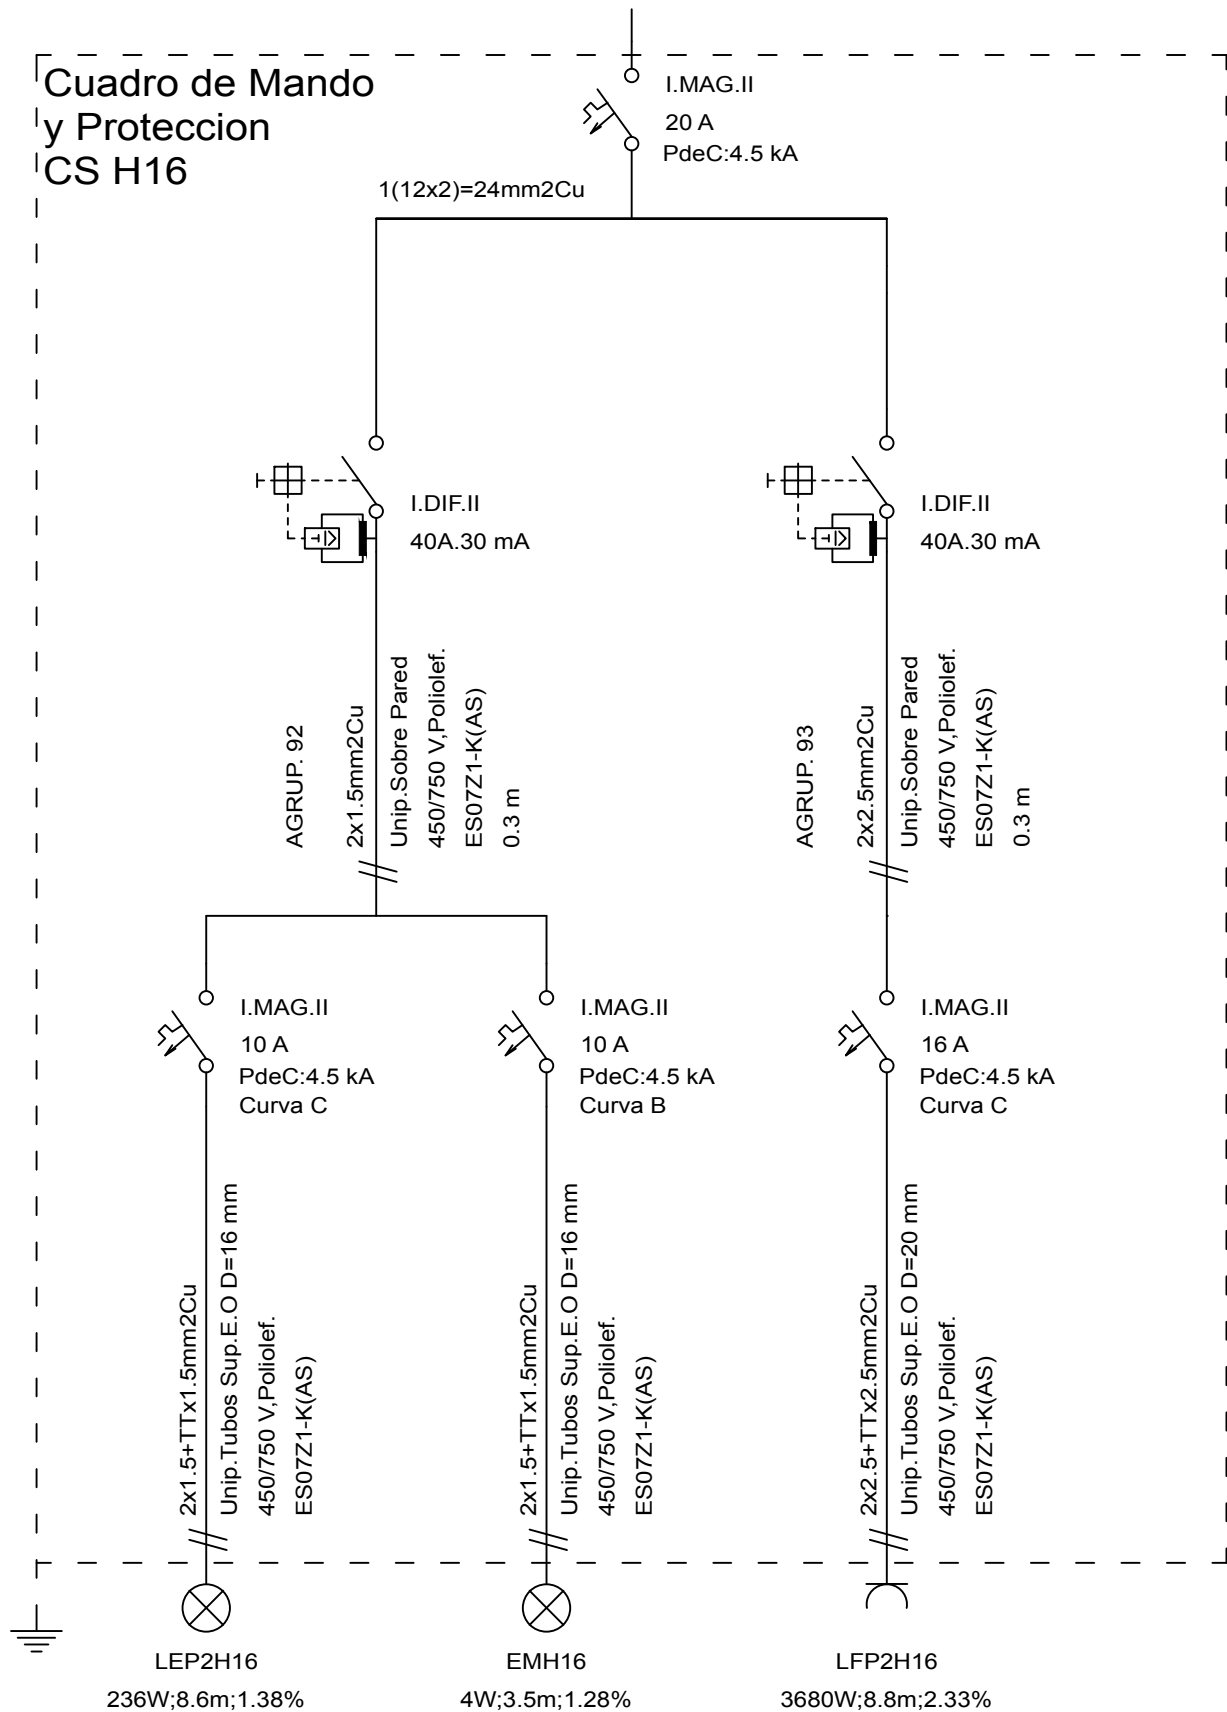 Cuadro de Mando
y Proteccion
CS H16
I.MAG.II
20 A
PdeC:4.5 kA
1(12x2)=24mm2Cu
I.DIF.II
40A.30 mA
I.DIF.II
40A.30 mA
AGRUP. 92
2x1.5mm2Cu
Unip.Sobre Pared
450/750 V,Poliolef.
ES07Z1-K(AS)
0.3 m
AGRUP. 93
2x2.5mm2Cu
Unip.Sobre Pared
450/750 V,Poliolef.
ES07Z1-K(AS)
0.3 m
I.MAG.II
10 A
PdeC:4.5 kA
Curva C
I.MAG.II
10 A
PdeC:4.5 kA
Curva B
I.MAG.II
16 A
PdeC:4.5 kA
Curva C
2x1.5+TTx1.5mm2Cu
Unip.Tubos Sup.E.O D=16 mm
450/750 V,Poliolef.
ES07Z1-K(AS)
2x1.5+TTx1.5mm2Cu
Unip.Tubos Sup.E.O D=16 mm
450/750 V,Poliolef.
ES07Z1-K(AS)
2x2.5+TTx2.5mm2Cu
Unip.Tubos Sup.E.O D=20 mm
450/750 V,Poliolef.
ES07Z1-K(AS)
LEP2H16
236W;8.6m;1.38%
EMH16
4W;3.5m;1.28%
LFP2H16
3680W;8.8m;2.33%